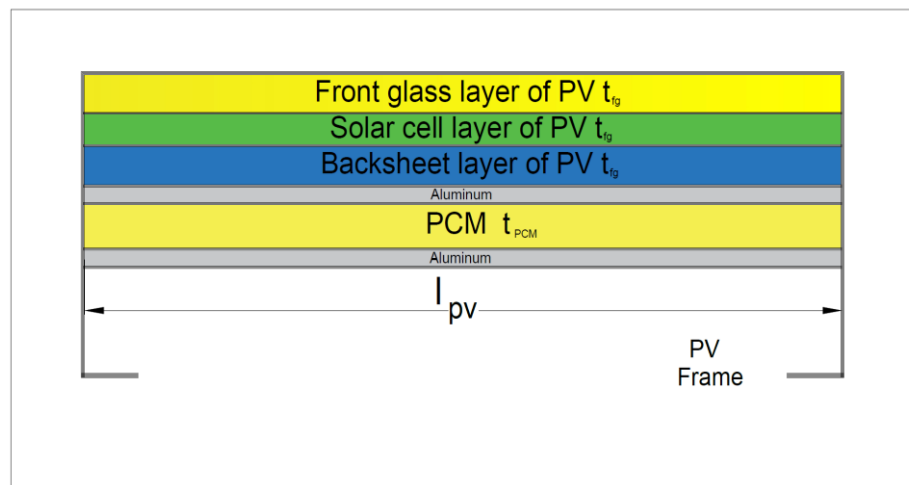 Front glass layer of PV tfg
Solar cell layer of PV tfg
Backsheet layer of PV tfg
Aluminum
PCM tPCM
Aluminum
lpv
PV
Frame